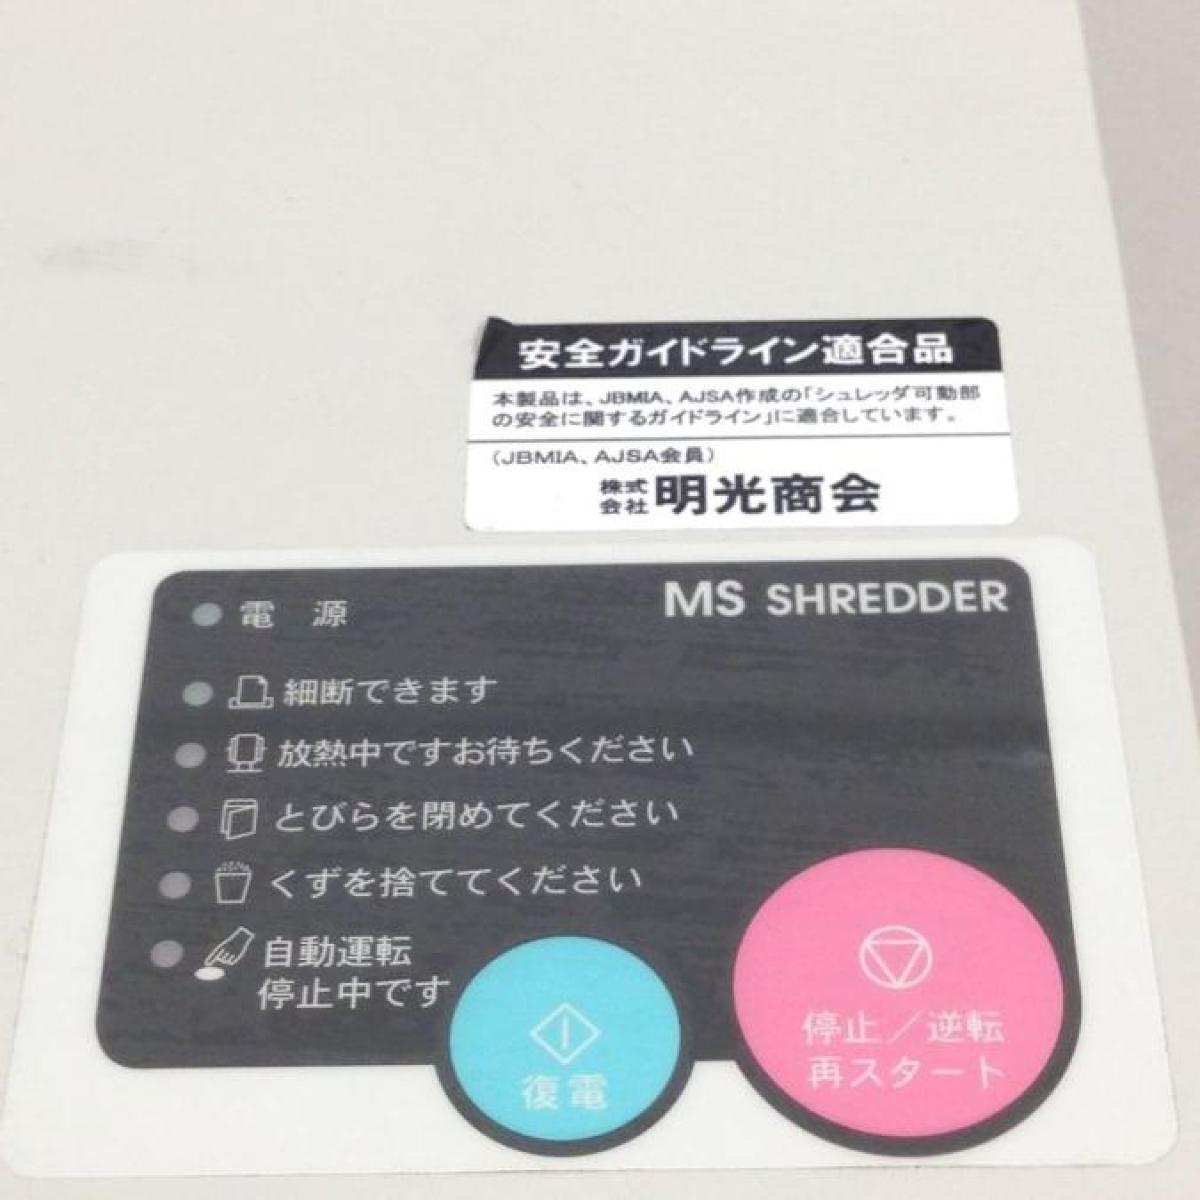 安全ガイドライン適合品
本製品は、JBMIA、AJSA作成の「シュレッダ可動部
の安全に関するガイドライン」に適合しています。
(JBMIA、AJSA会員)
株式会社 明光商会
MS SHREDDER
電 源
細断できます
放熱中ですお待ちください
とびらを閉めてください
くずを捨ててください
自動運転
停止中です
復電
停止／逆転
再スタート